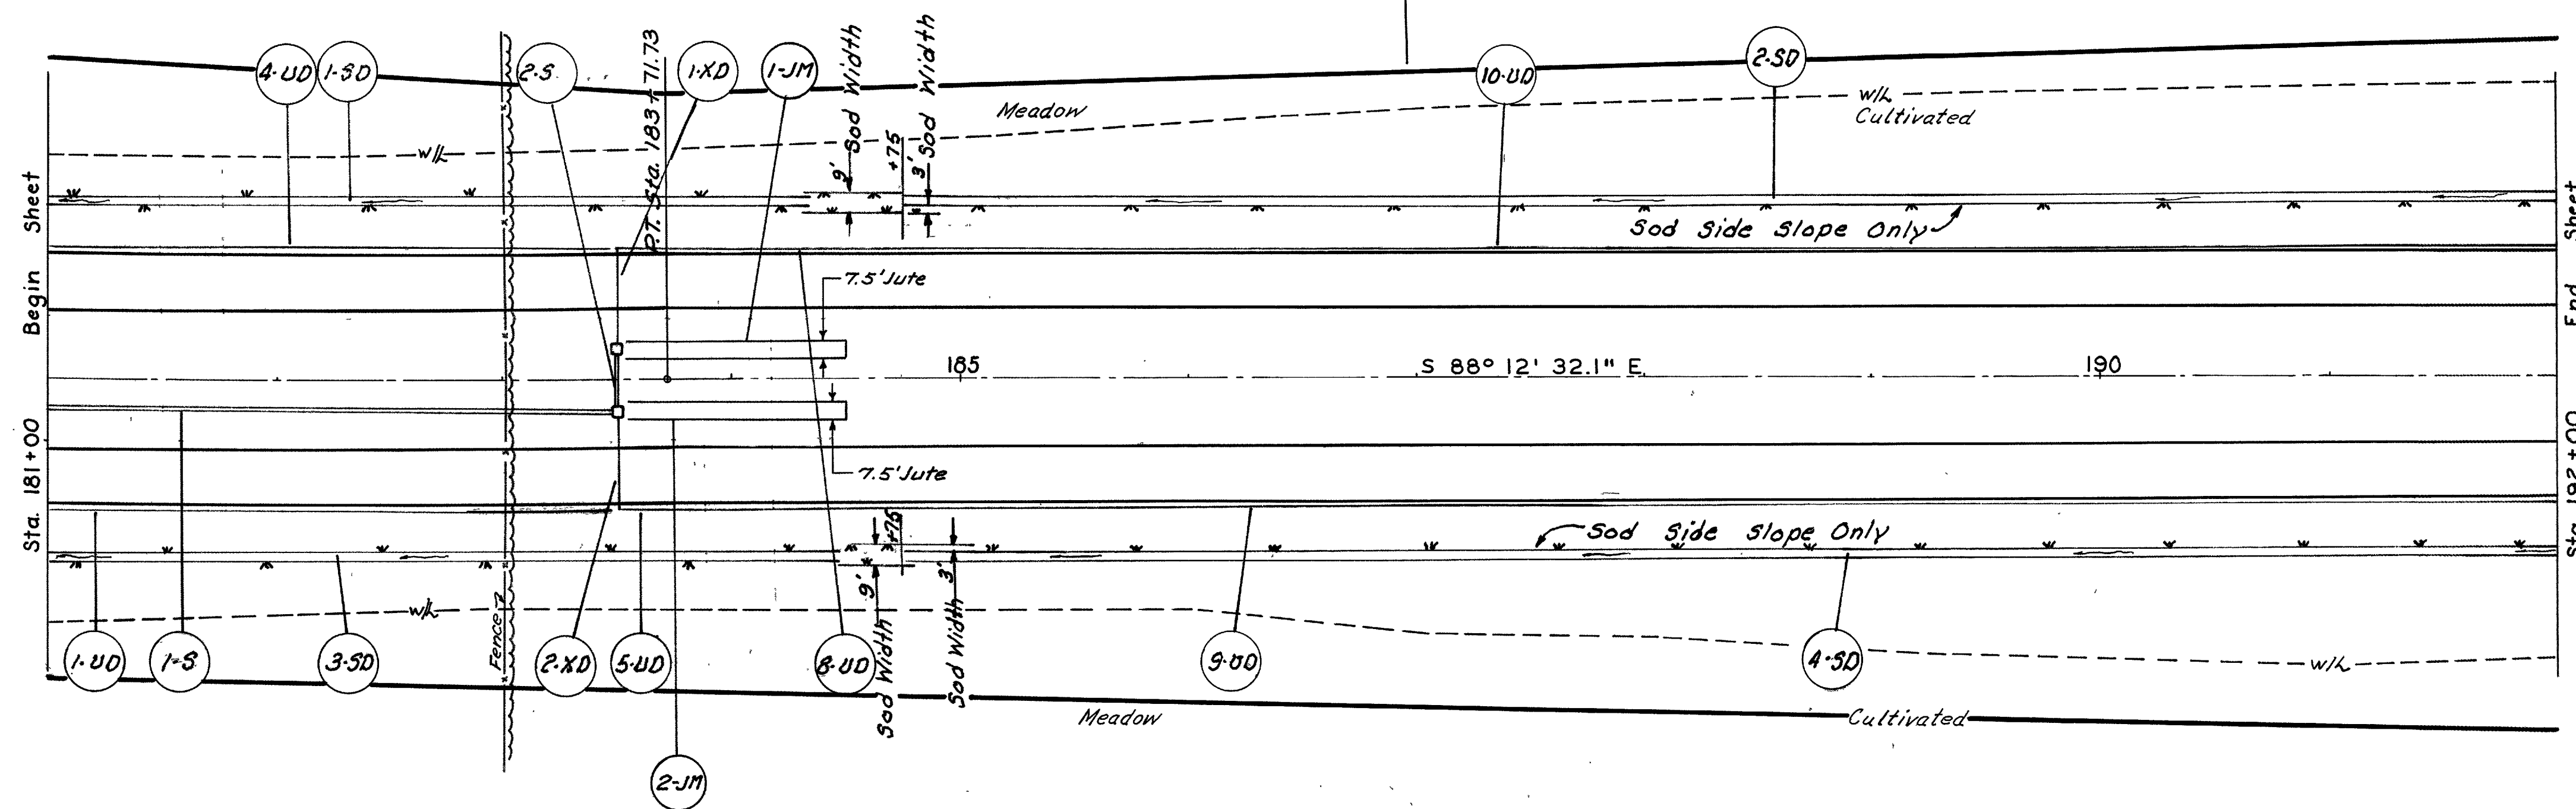 4-UD
1-SD
2-S.
P.T. Sta. 183+71.73
1-XD
1-JM
9' Sod Width
+75
3' Sod Width
Meadow
10-UD
2-SD
w/L
Cultivated
w/L
Sod Side Slope Only
Begin Sheet
Sta. 181+00
7.5' Jute
185
S 88° 12' 32.1" E.
190
7.5' Jute
End Sheet
Sta. 192+00
+75
Sod Side Slope Only
9'
Sod Width
3'
Sod Width
w/L
Fence
1-UD
1-S
3-SD
2-XD
5-UD
8-UD
9-UD
4-SD
w/L
Meadow
Cultivated
2-JM